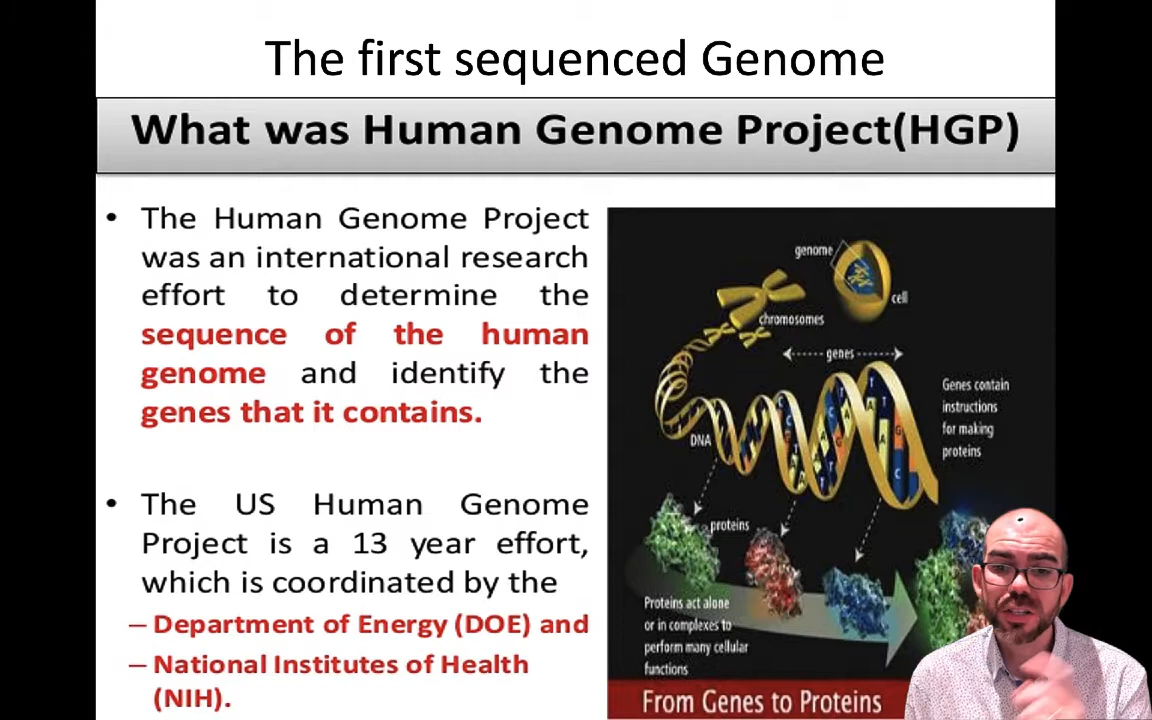 The first sequenced Genome
What was Human Genome Project(HGP)
• The Human Genome Project
was an international research
effort to determine the
sequence of the human
genome and identify the
genes that it contains.
• The US Human Genome
Project is a 13 year effort,
which is coordinated by the
– Department of Energy (DOE) and
– National Institutes of Health
(NIH).
genome
cell
chromosomes
genes
Genes contain
instructions
for making
proteins
DNA
proteins
Proteins act alone
or in complexes to
perform many cellular
functions
From Genes to Proteins